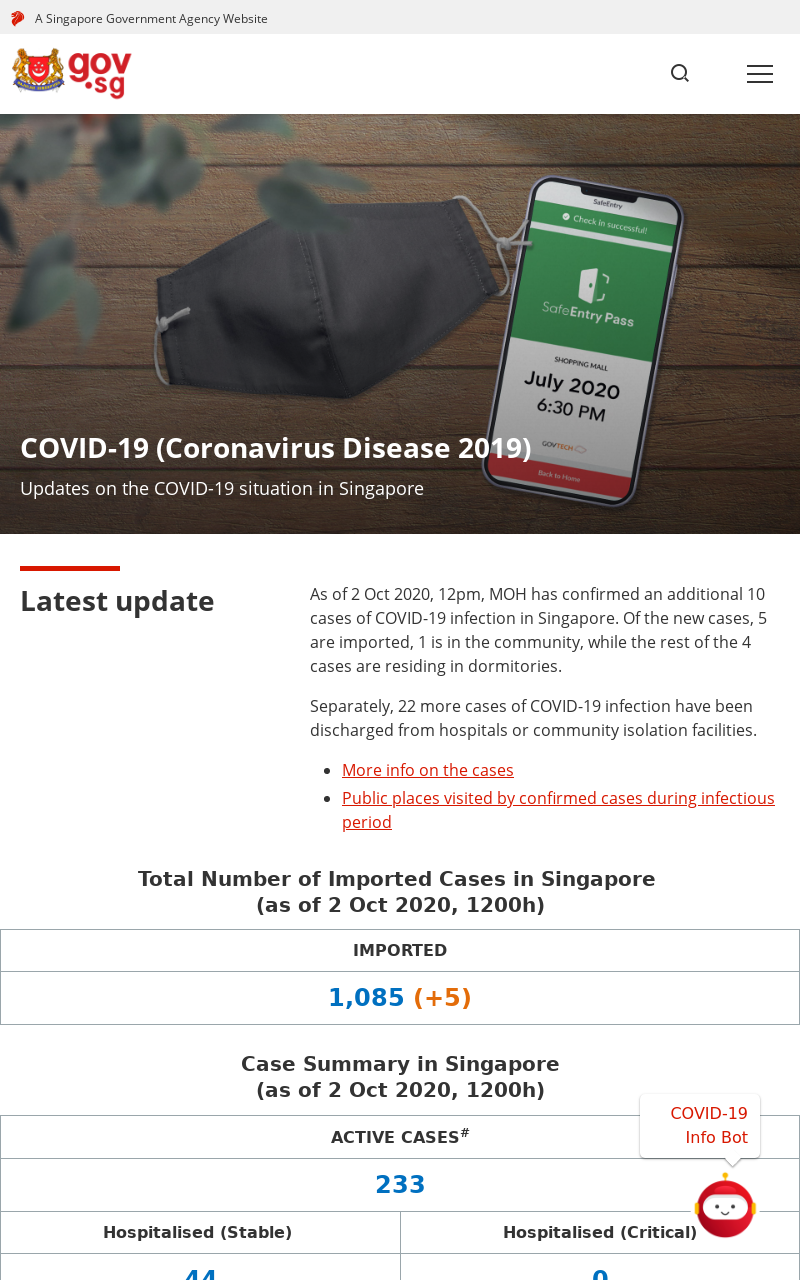 A Singapore Government Agency Website
gov
.sg
SafeEntry
Check in successful!
SafeEntry Pass
SHOPPING MALL
July 2020
6:30 PM
GOVTECH
Back to Home
COVID-19 (Coronavirus Disease 2019)
Updates on the COVID-19 situation in Singapore
Latest update
As of 2 Oct 2020, 12pm, MOH has confirmed an additional 10
cases of COVID-19 infection in Singapore. Of the new cases, 5
are imported, 1 is in the community, while the rest of the 4
cases are residing in dormitories.
Separately, 22 more cases of COVID-19 infection have been
discharged from hospitals or community isolation facilities.
More info on the cases
Public places visited by confirmed cases during infectious
period
Total Number of Imported Cases in Singapore
(as of 2 Oct 2020, 1200h)
IMPORTED
1,085 (+5)
Case Summary in Singapore
(as of 2 Oct 2020, 1200h)
COVID-19
Info Bot
ACTIVE CASES#
233
Hospitalised (Stable) Hospitalised (Critical)
44 0